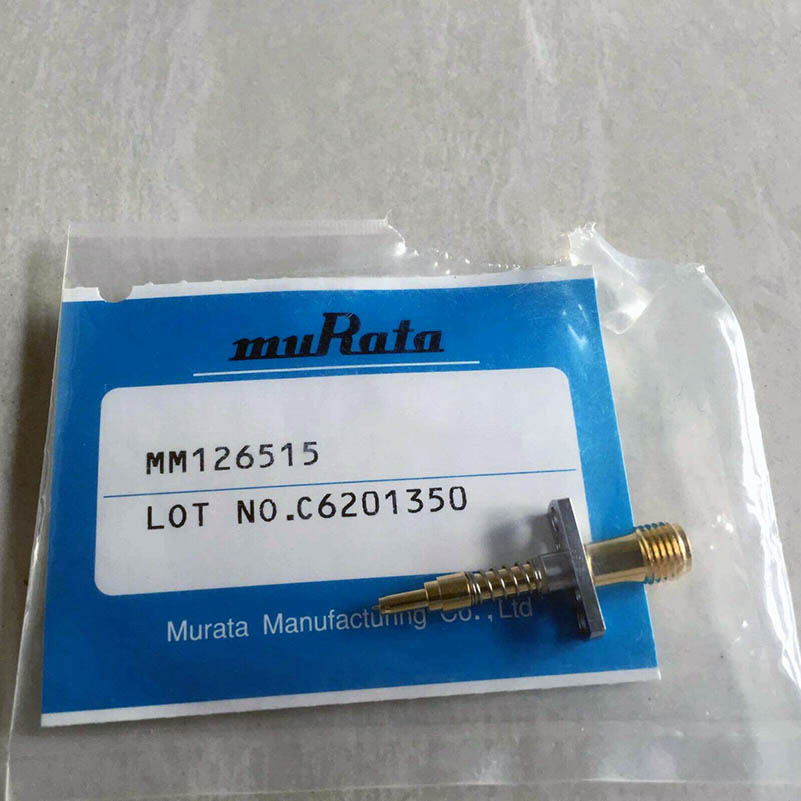 muRata
MM126515
LOT NO.C6201350
Murata Manufacturing Co.,Ltd